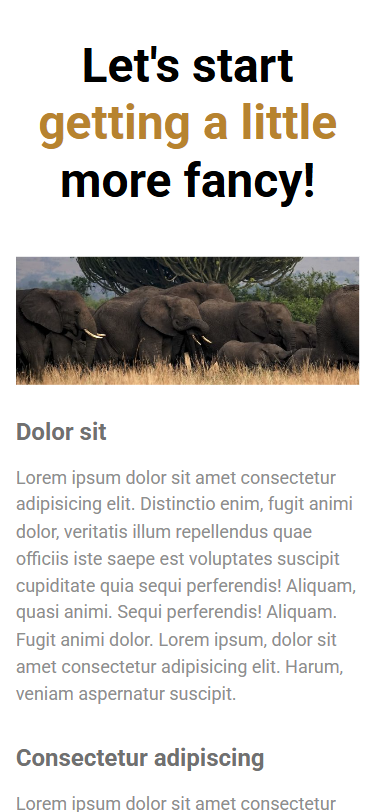 Let's start
getting a little
more fancy!
Dolor sit
Lorem ipsum dolor sit amet consectetur
adipisicing elit. Distinctio enim, fugit animi
dolor, veritatis illum repellendus quae
officiis iste saepe est voluptates suscipit
cupiditate quia sequi perferendis! Aliquam,
quasi animi. Sequi perferendis! Aliquam.
Fugit animi dolor. Lorem ipsum, dolor sit
amet consectetur adipisicing elit. Harum,
veniam aspernatur suscipit.
Consectetur adipiscing
Lorem ipsum dolor sit amet consectetur